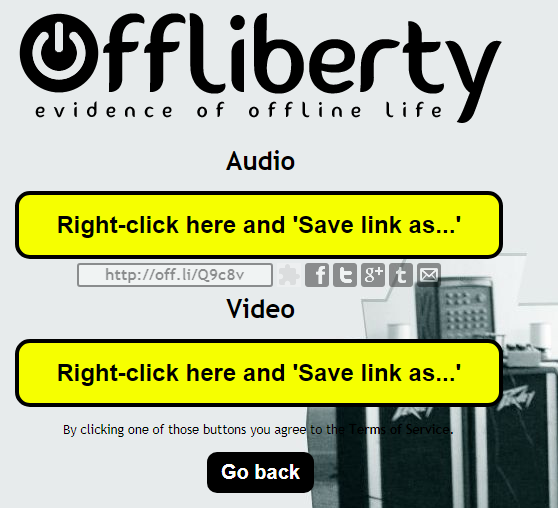 Offliberty
evidence of offline life
Audio
Right-click here and 'Save link as...'
http://off.li/Q9c8v
f t g+ t
Video
Right-click here and 'Save link as...'
PEAVEY PEAVEY
By clicking one of those buttons you agree to the Terms of Service.
Go back